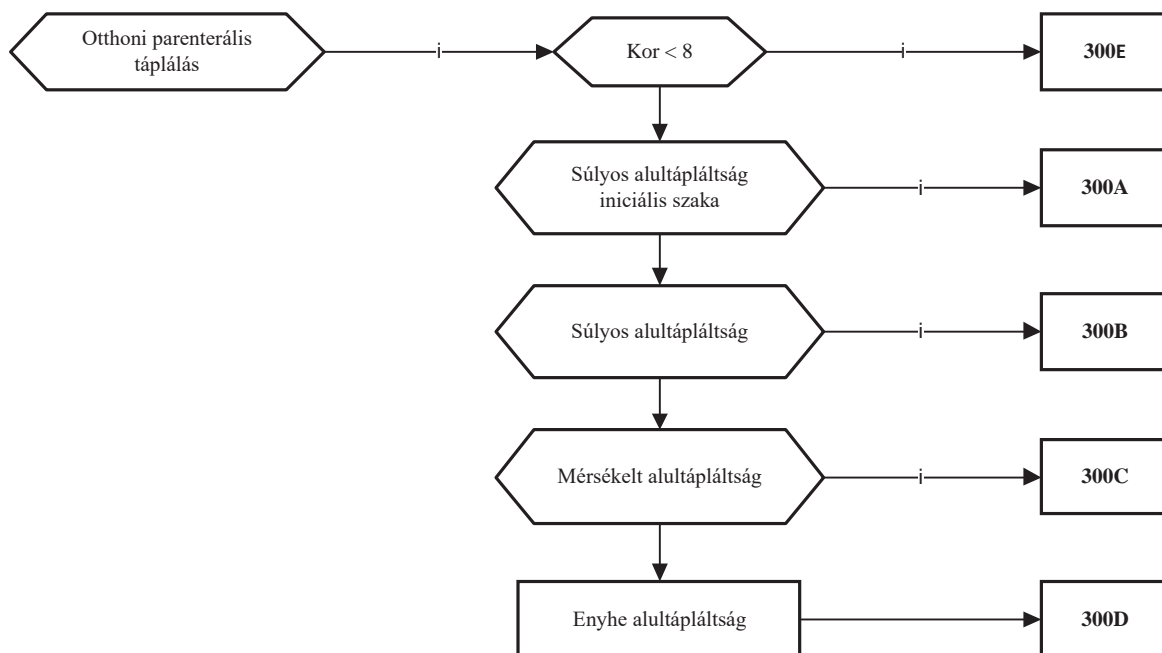 Otthoni parenterális
táplálás
i
Kor < 8
i
300E
Súlyos alultápláltság
iniciális szaka
i
300A
Súlyos alultápláltság
i
300B
Mérsékelt alultápláltság
i
300C
Enyhe alultápláltság
300D